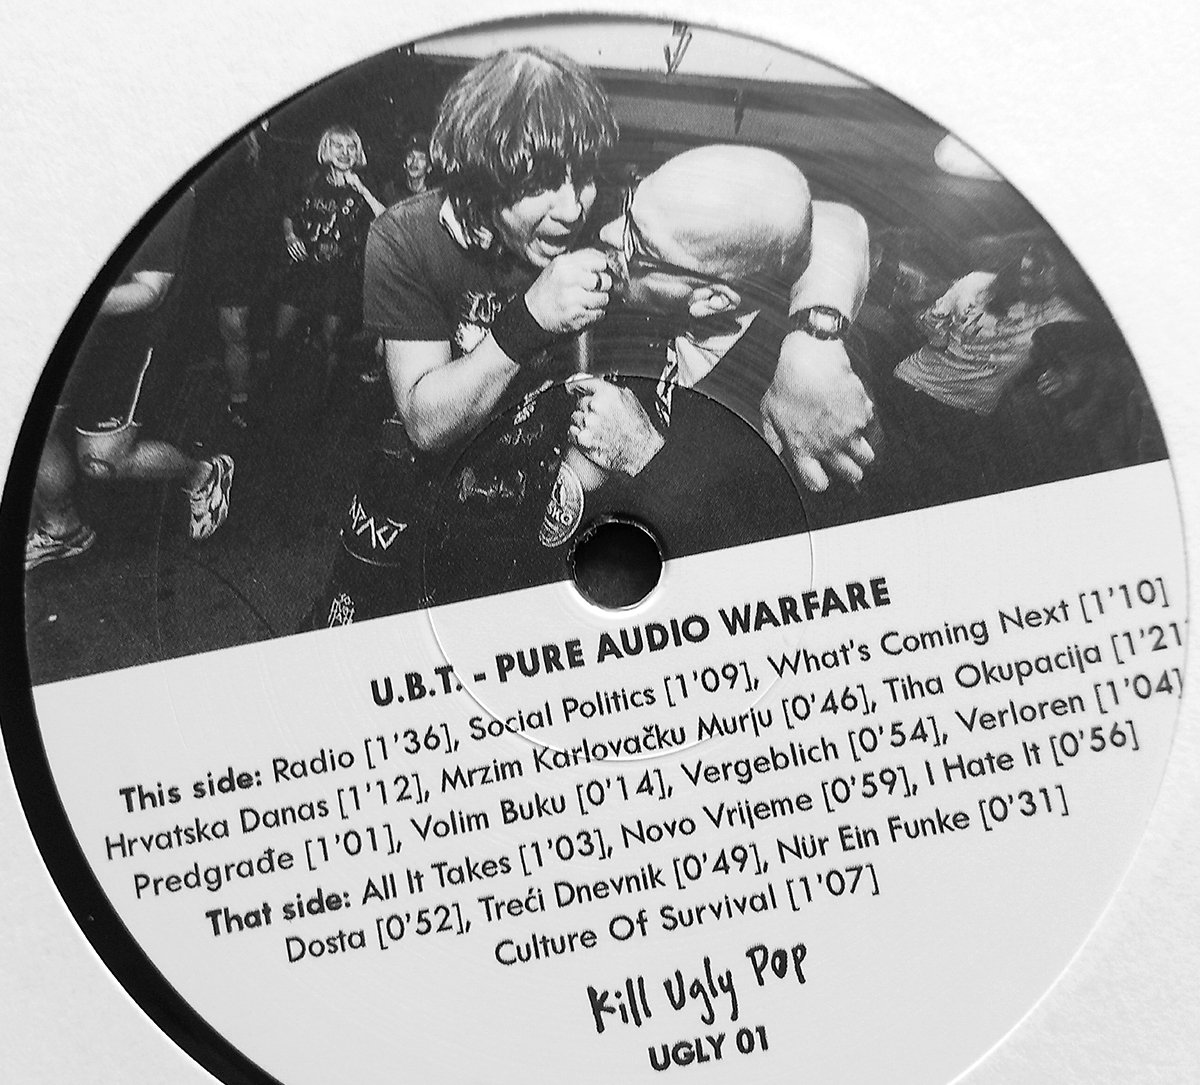 U.B.T. - PURE AUDIO WARFARE
This side: Radio [1'36], Social Politics [1'09], What's Coming Next [1'10]
Hrvatska Danas [1'12], Mrzim Karlovačku Murju [0'46], Tiha Okupacija [1'21
Predgrađe [1'01], Volim Buku [0'14], Vergeblich [0'54], Verloren [1'04]
That side: All It Takes [1'03], Novo Vrijeme [0'59], I Hate It [0'56]
Dosta [0'52], Treći Dnevnik [0'49], Nür Ein Funke [0'31]
Culture Of Survival [1'07]
Kill Ugly Pop
UGLY 01